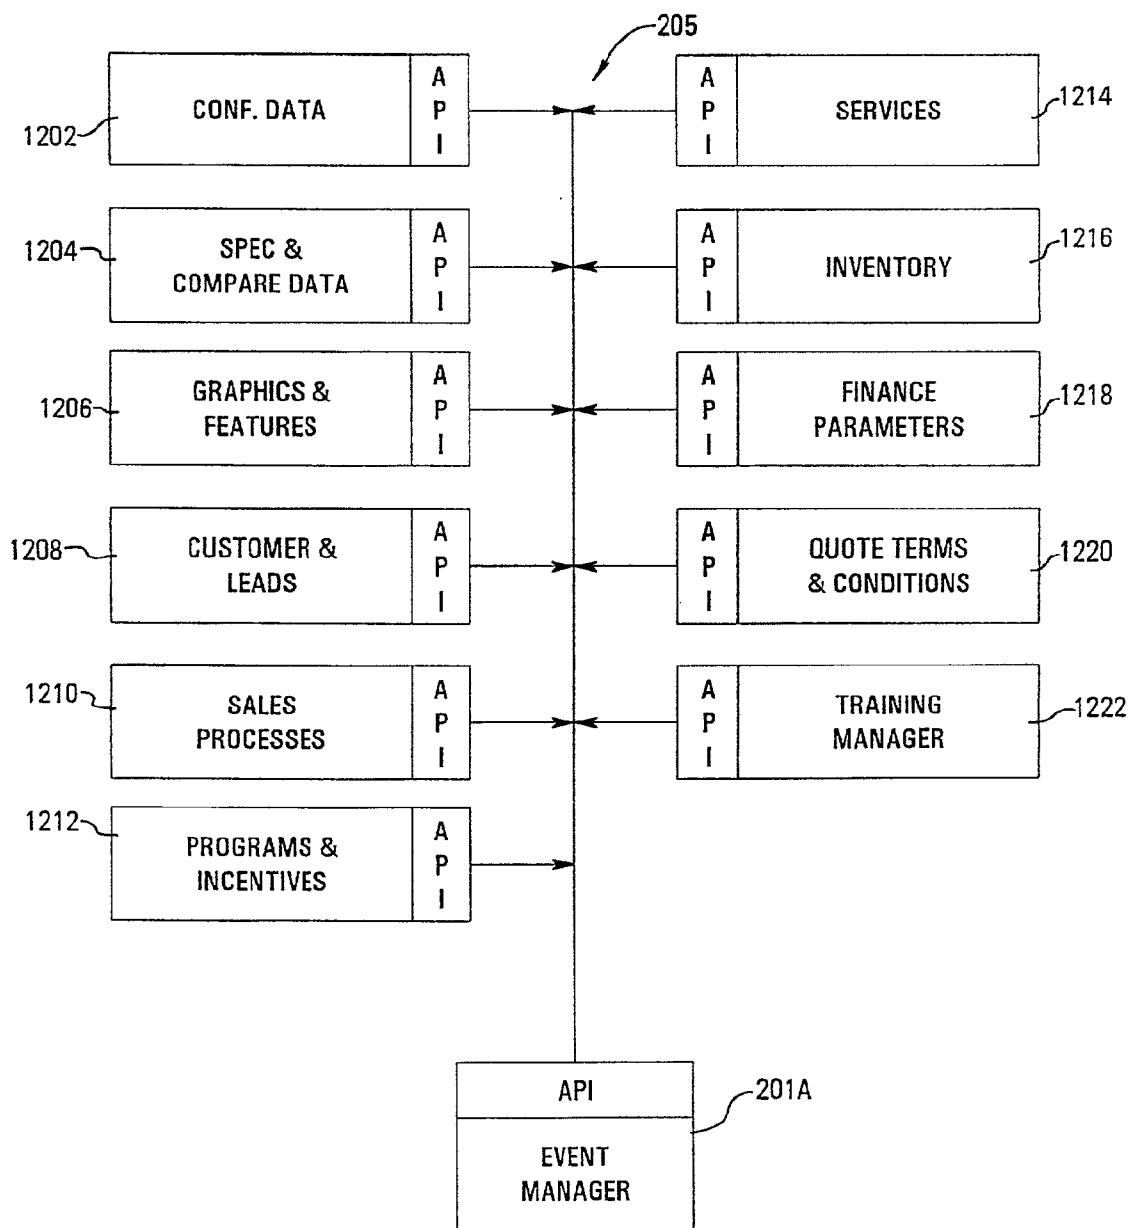 205
CONF. DATA
A
P
I
1202
A
P
I
SERVICES
1214
SPEC &
COMPARE DATA
A
P
I
1204
A
P
I
INVENTORY
1216
GRAPHICS &
FEATURES
A
P
I
1206
A
P
I
FINANCE
PARAMETERS
1218
CUSTOMER &
LEADS
A
P
I
1208
A
P
I
QUOTE TERMS
& CONDITIONS
1220
SALES
PROCESSES
A
P
I
1210
A
P
I
TRAINING
MANAGER
1222
PROGRAMS &
INCENTIVES
A
P
I
1212
API
201A
EVENT
MANAGER